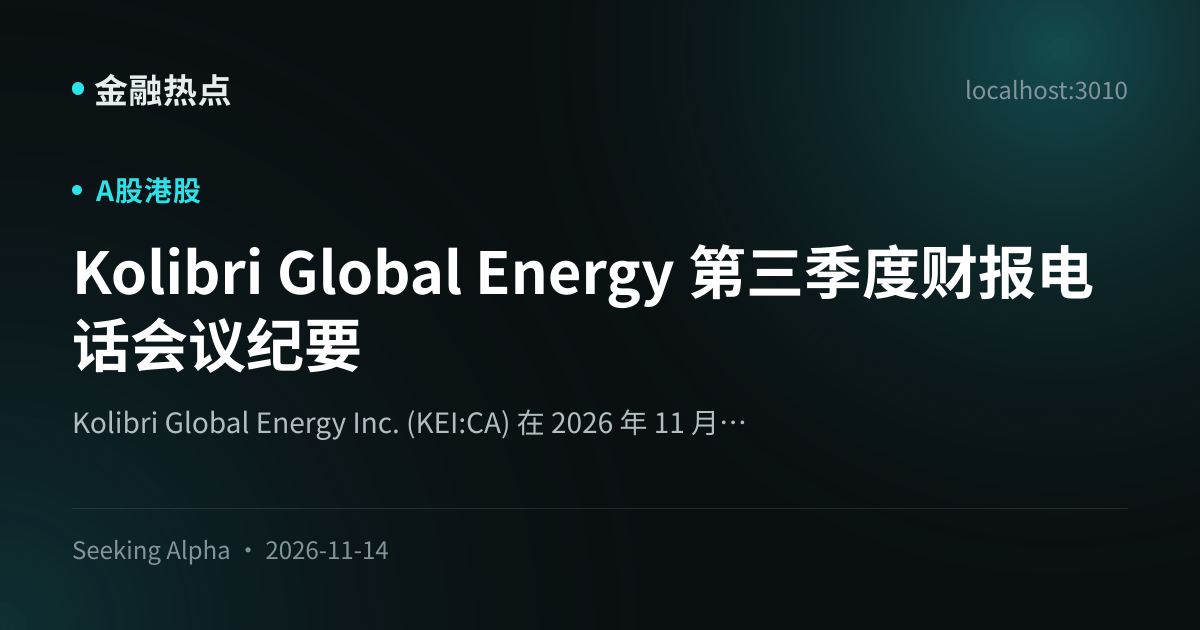 金融热点
localhost:3010
A股港股
Kolibri Global Energy 第三季度财报电
话会议纪要
Kolibri Global Energy Inc. (KEI:CA) 在 2026 年 11 月…
Seeking Alpha · 2026-11-14